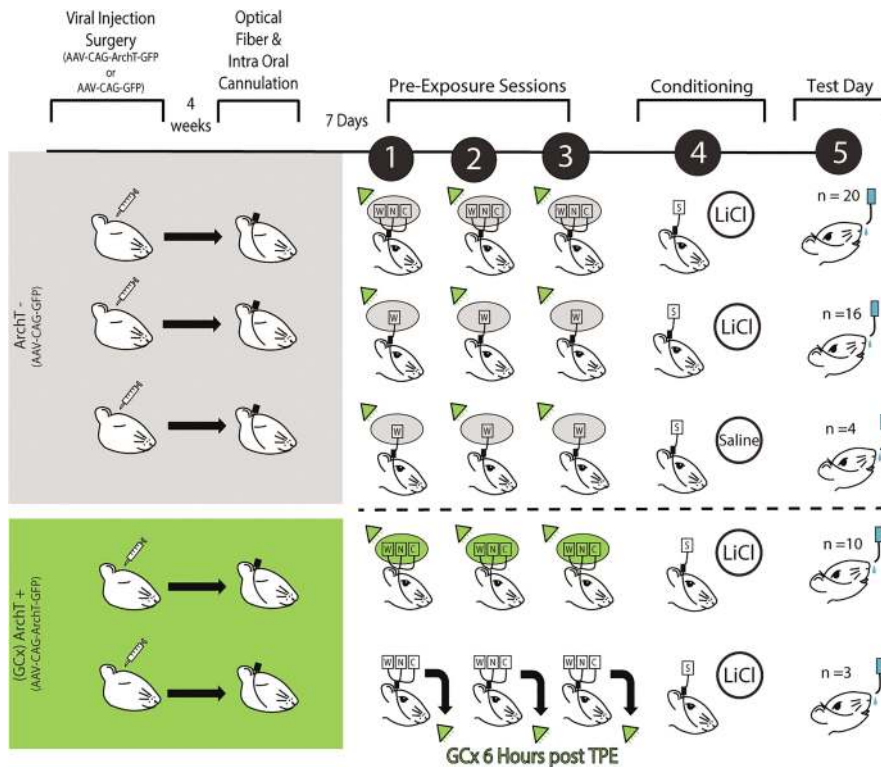 Viral Injection
Surgery
(AAV-CAG-ArchT-GFP
or
AAV-CAG-GFP)
4
weeks
Optical
Fiber &
Intra Oral
Cannulation
7 Days
Pre-Exposure Sessions
Conditioning
Test Day
1
2
3
4
5
ArchT -
(AAV-CAG-GFP)
W N C
W N C
W N C
S
LiCl
n = 20
W
W
W
S
LiCl
n=16
W
W
W
S
Saline
n=4
(GCx) ArchT +
(AAV-CAG-ArchT-GFP)
W N C
W N C
W N C
S
LiCl
n=10
W N C
W N C
W N C
S
LiCl
n=3
GCx 6 Hours post TPE